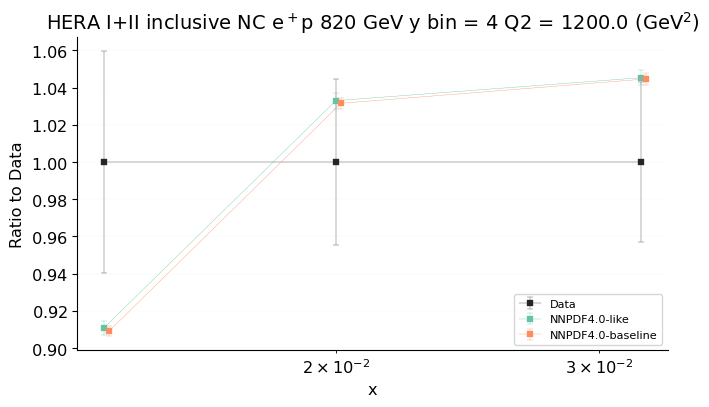 HERA I+II inclusive NC e⁺p 820 GeV y bin = 4 Q2 = 1200.0 (GeV²)
Ratio to Data
1.06
1.04
1.02
1.00
0.98
0.96
0.94
0.92
0.90
Data
NNPDF4.0-like
NNPDF4.0-baseline
2 × 10⁻²
3 × 10⁻²
x